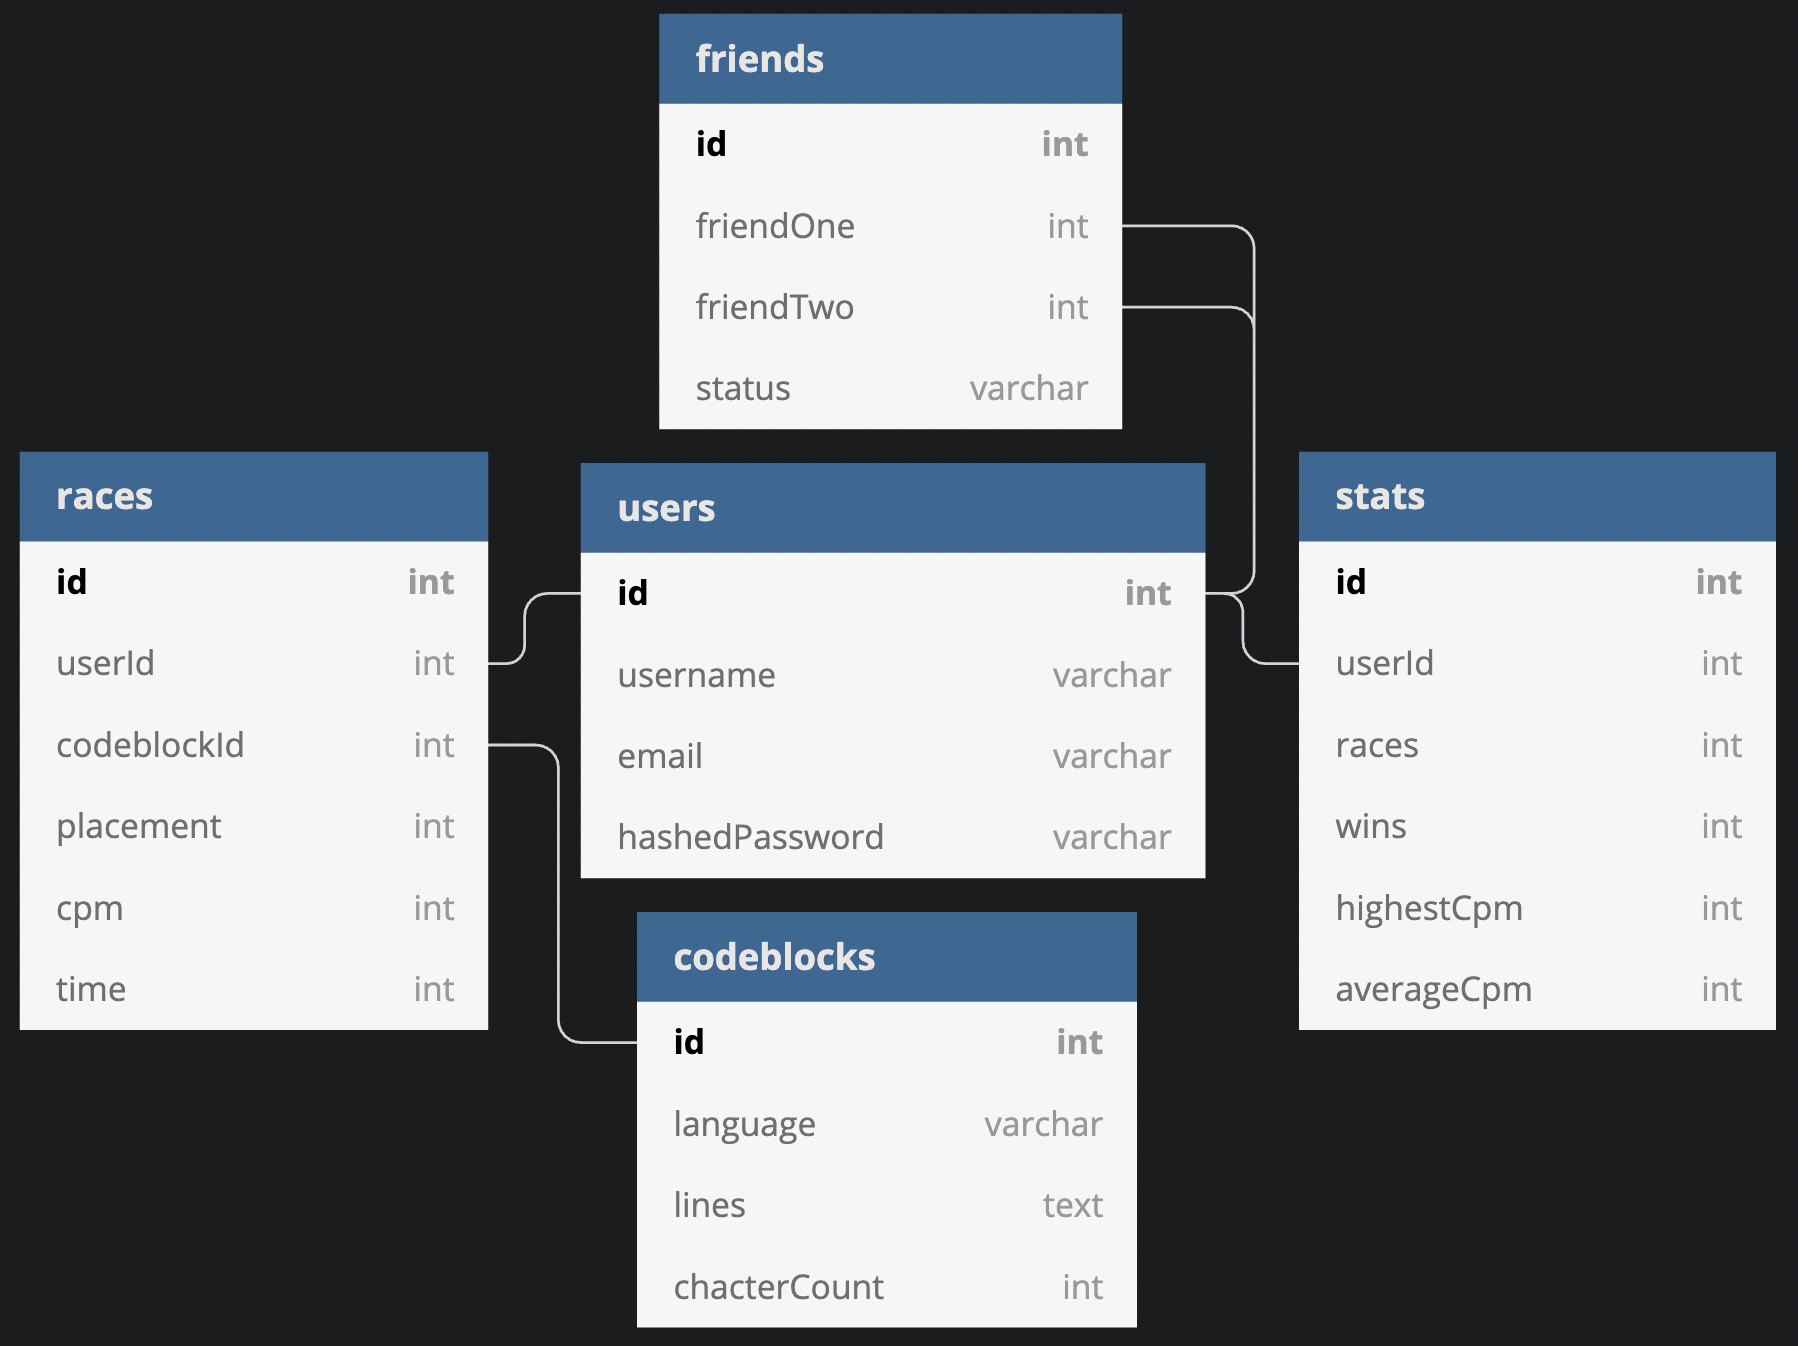 friends
id int
friendOne int
friendTwo int
status varchar
races
id int
userId int
codeblockId int
placement int
cpm int
time int
users
id int
username varchar
email varchar
hashedPassword varchar
stats
id int
userId int
races int
wins int
highestCpm int
averageCpm int
codeblocks
id int
language varchar
lines text
chacterCount int